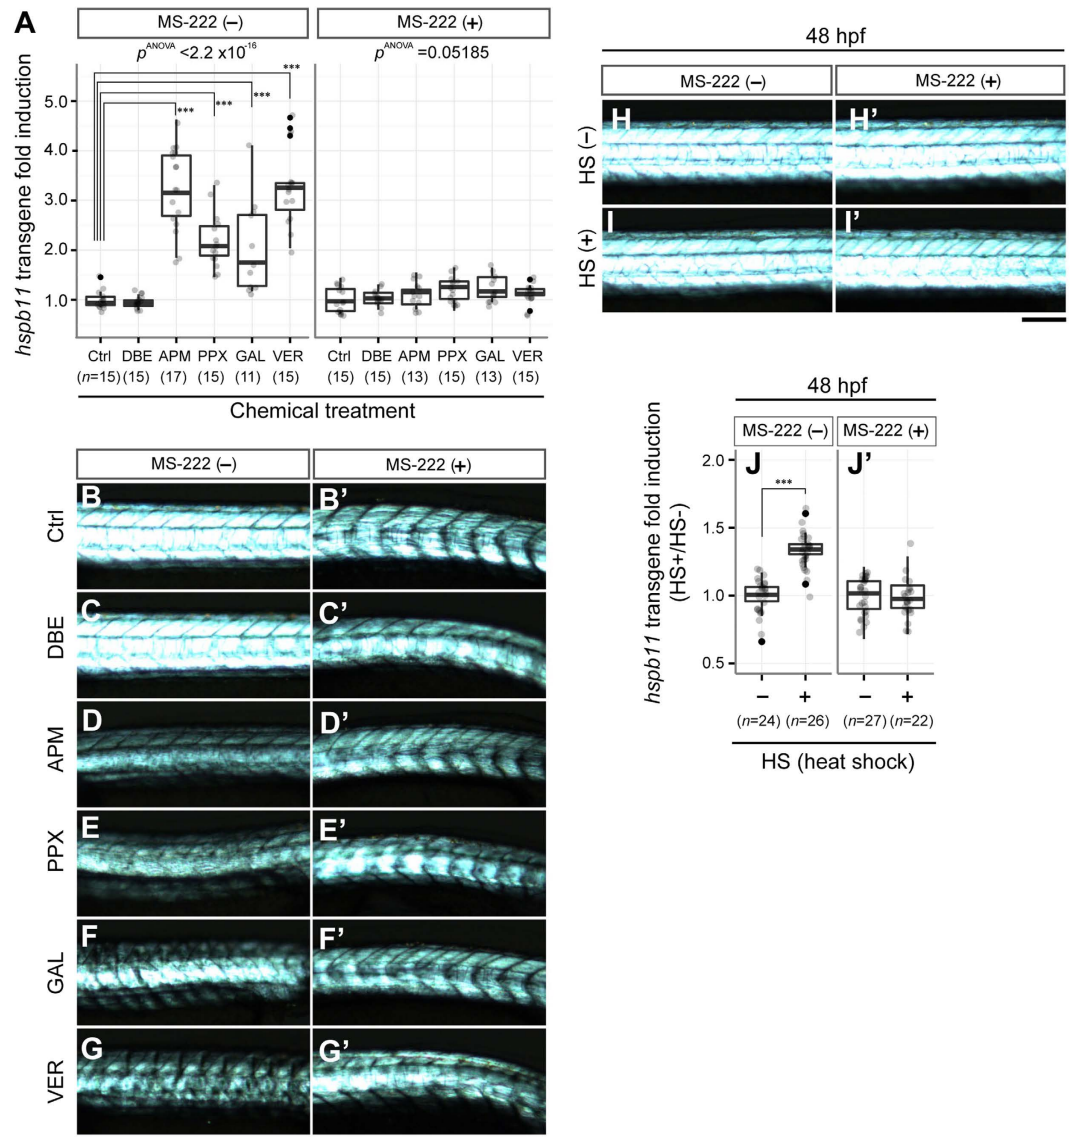 A
MS-222 (−)
MS-222 (+)
pANOVA <2.2 x10-16
pANOVA =0.05185
hspb11 transgene fold induction
5.0
4.0
3.0
2.0
1.0
***
***
***
***
Ctrl DBE APM PPX GAL VER
(n=15) (15) (17) (15) (11) (15)
Ctrl DBE APM PPX GAL VER
(15) (15) (13) (15) (13) (15)
Chemical treatment
MS-222 (−)
MS-222 (+)
Ctrl
B
B’
DBE
C
C’
APM
D
D’
PPX
E
E’
GAL
F
F’
VER
G
G’
48 hpf
MS-222 (−)
MS-222 (+)
HS (−)
H
H’
HS (+)
I
I’
48 hpf
MS-222 (−)
MS-222 (+)
J
J’
hspb11 transgene fold induction
(HS+/HS-)
2.0
1.5
1.0
0.5
***
− + − +
(n=24) (n=26) (n=27) (n=22)
HS (heat shock)